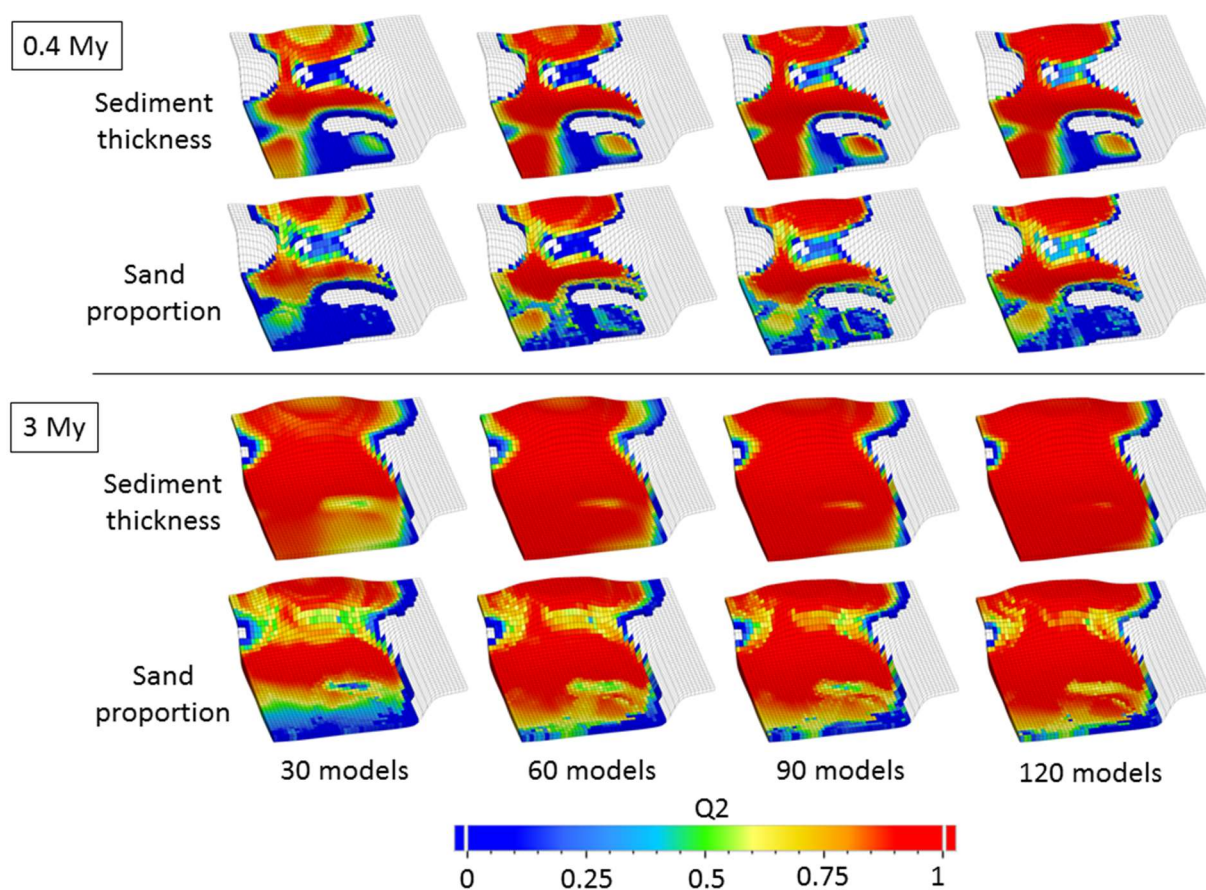 0.4 My
Sediment
thickness
Sand
proportion
3 My
Sediment
thickness
Sand
proportion
30 models
60 models
90 models
120 models
Q2
0
0.25
0.5
0.75
1